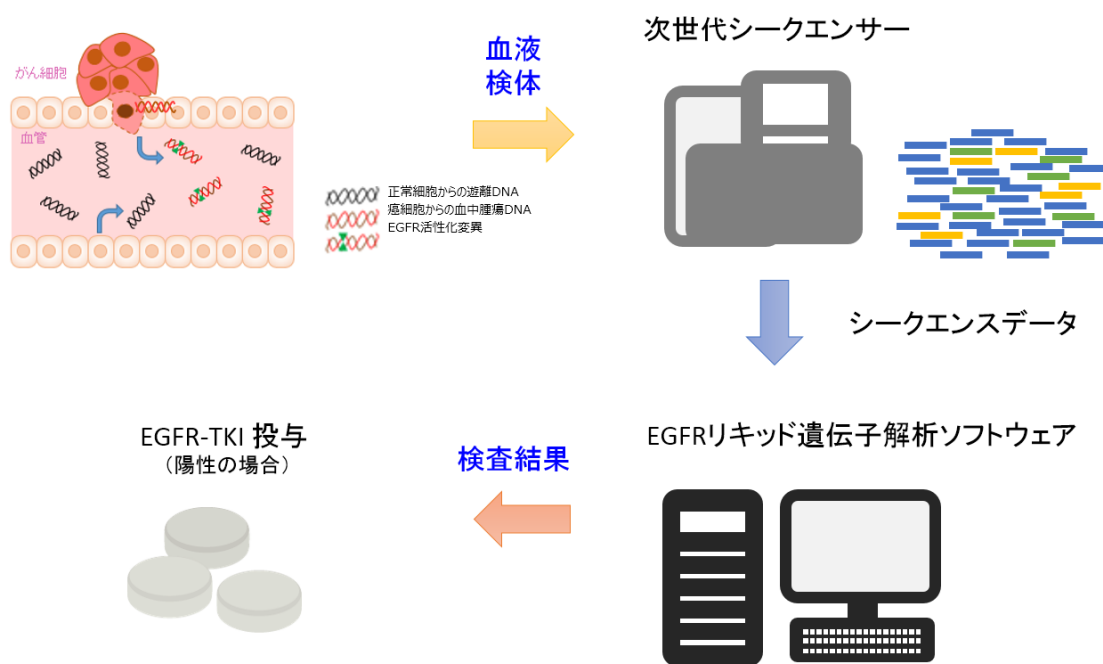 がん細胞
血管
血液
検体
次世代シークエンサー
正常細胞からの遊離DNA
癌細胞からの血中腫瘍DNA
EGFR活性化変異
シークエンスデータ
EGFRリキッド遺伝子解析ソフトウェア
検査結果
EGFR-TKI 投与
（陽性の場合）